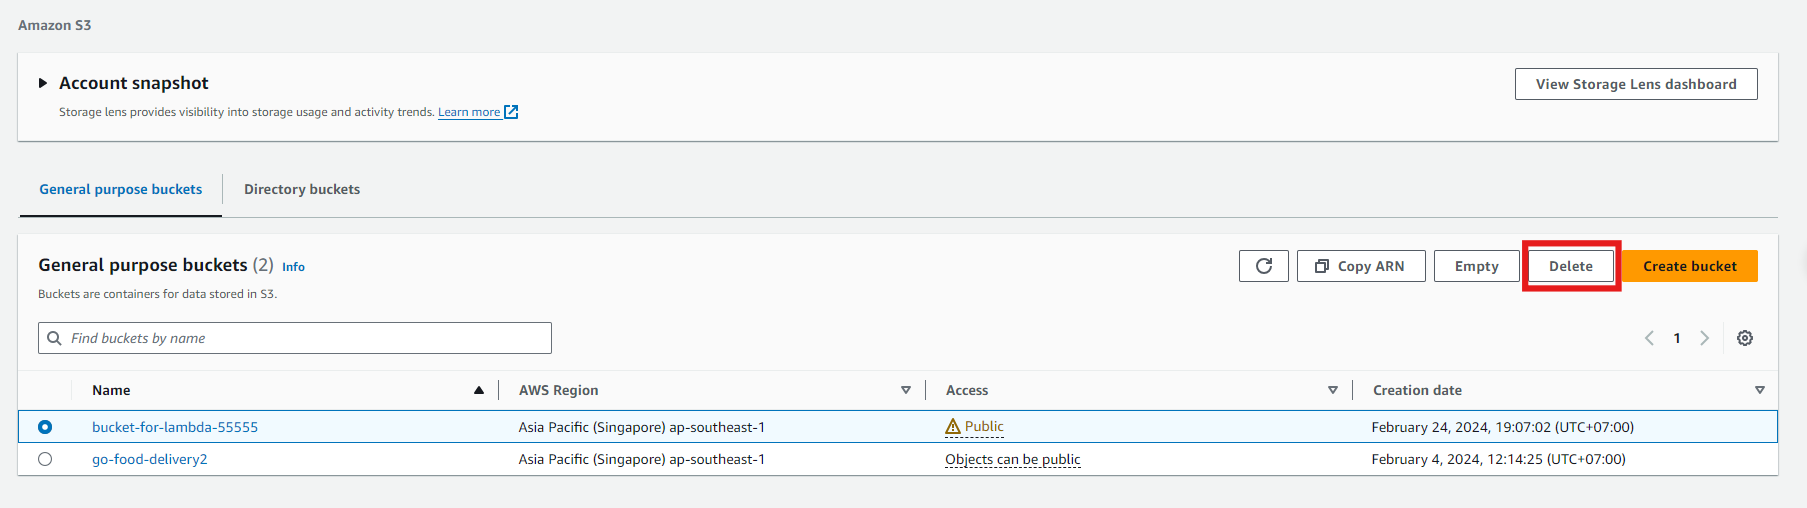 Amazon S3
Account snapshot
View Storage Lens dashboard
Storage lens provides visibility into storage usage and activity trends. Learn more
General purpose buckets
Directory buckets
General purpose buckets (2) Info
Copy ARN
Empty
Delete
Create bucket
Buckets are containers for data stored in S3.
Find buckets by name
1
Name AWS Region Access Creation date
bucket-for-lambda-55555 Asia Pacific (Singapore) ap-southeast-1 Public February 24, 2024, 19:07:02 (UTC+07:00)
go-food-delivery2 Asia Pacific (Singapore) ap-southeast-1 Objects can be public February 4, 2024, 12:14:25 (UTC+07:00)